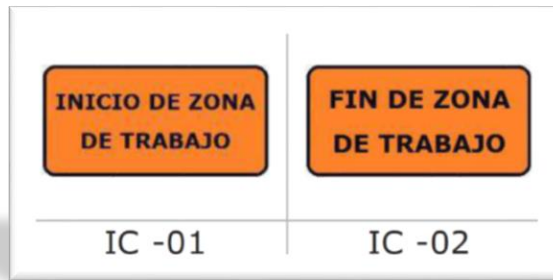 INICIO DE ZONA
DE TRABAJO
FIN DE ZONA
DE TRABAJO
IC -01
IC -02